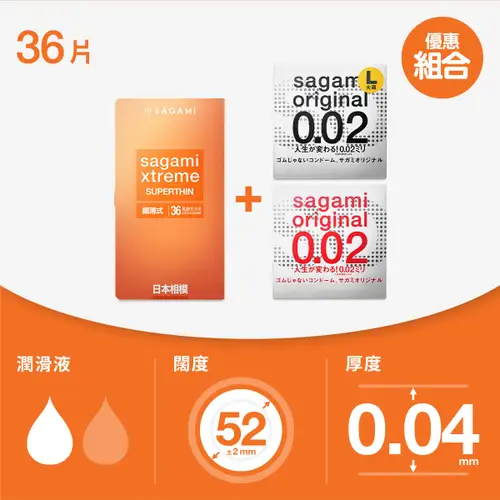 36片
優惠
組合
SAGAMI
sagami
xtreme
SUPERTHIN
超薄式
36
日本相模
+
sagami
original
0.02
L
大碼
人生が変わる!0.02ミリ
ゴムじゃないコンドーム、サガミオリジナル
sagami
original
0.02
人生が変わる!0.02ミリ
ゴムじゃないコンドーム、サガミオリジナル
潤滑液
闊度
52
±2 mm
厚度
0.04
mm